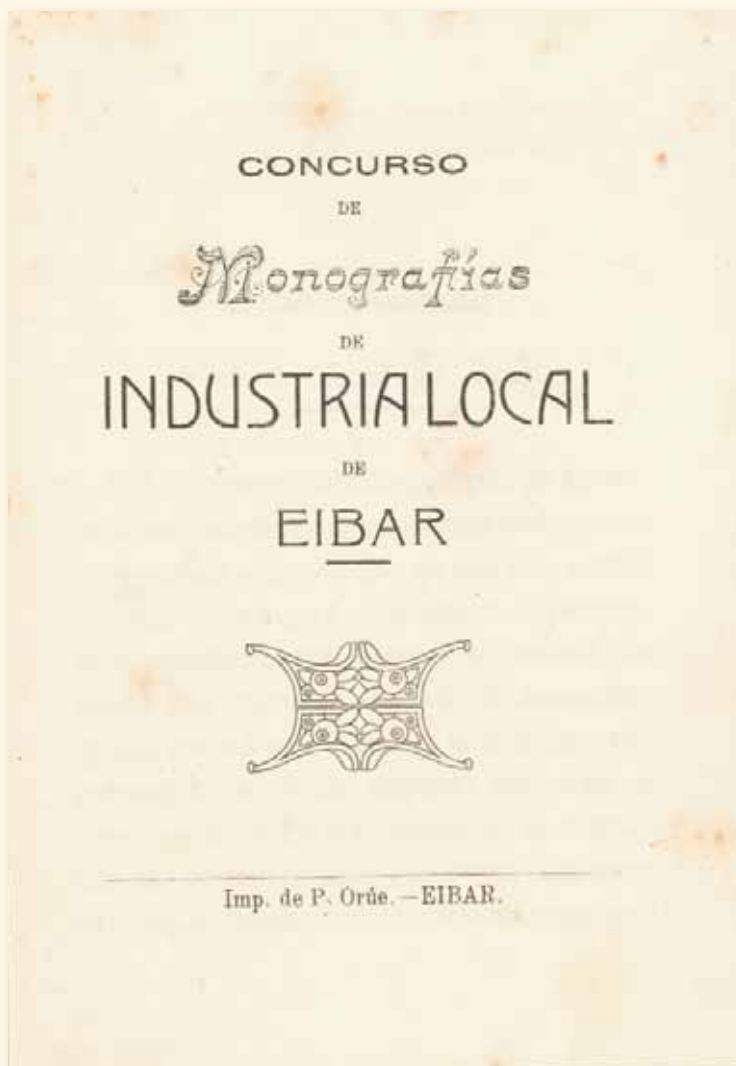 CONCURSO
DE
Monografías
DE
INDUSTRIA LOCAL
DE
EIBAR
Imp. de P. Orúe.—EIBAR.